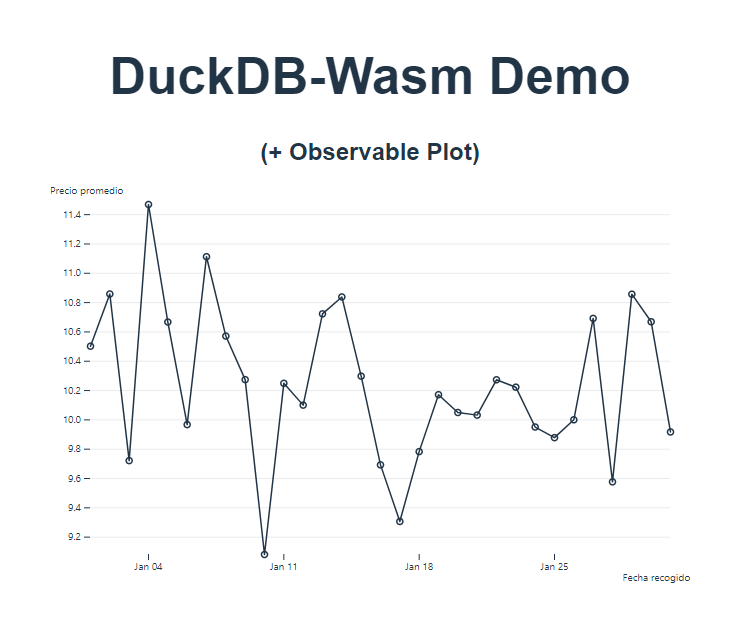 DuckDB-Wasm Demo
(+ Observable Plot)
Precio promedio
11.4
11.2
11.0
10.8
10.6
10.4
10.2
10.0
9.8
9.6
9.4
9.2
Jan 04 Jan 11 Jan 18 Jan 25
Fecha recogido